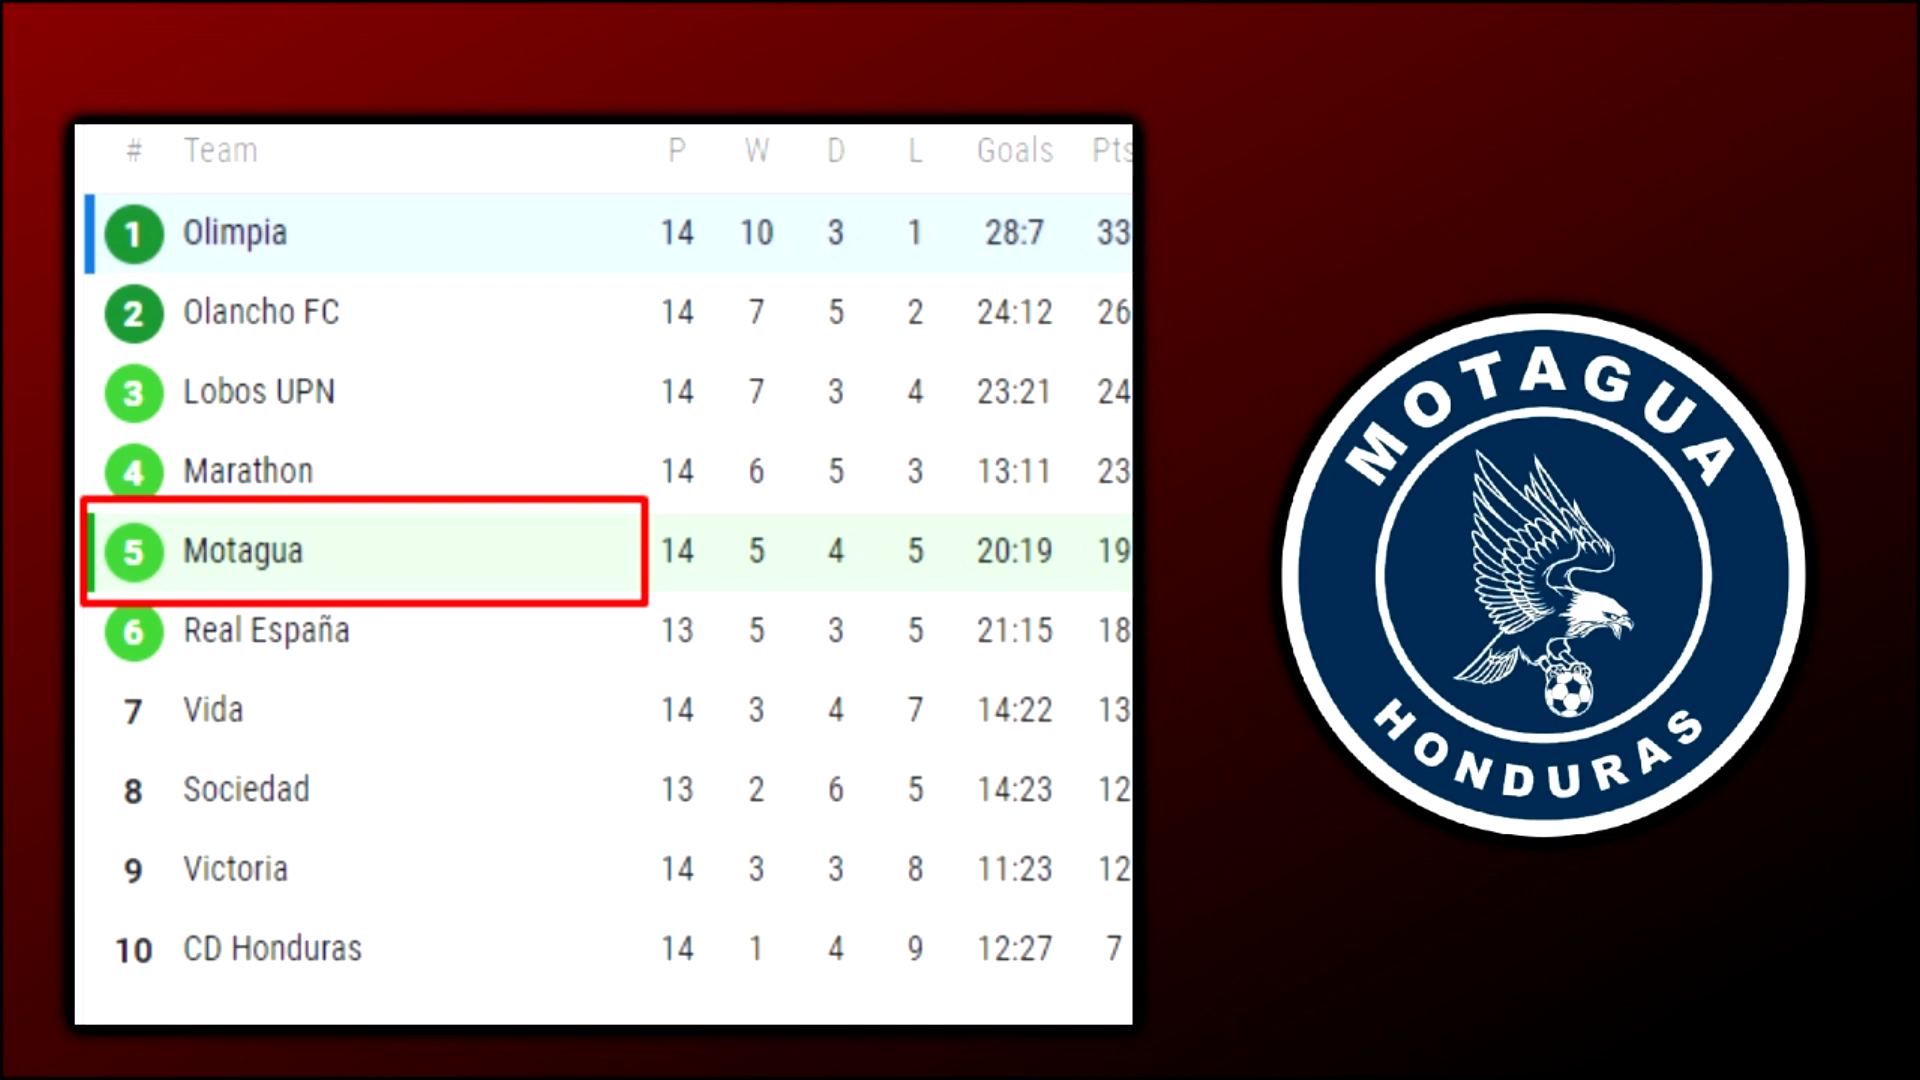 # Team P W D L Goals Pts
1 Olimpia 14 10 3 1 28:7 33
2 Olancho FC 14 7 5 2 24:12 26
3 Lobos UPN 14 7 3 4 23:21 24
4 Marathon 14 6 5 3 13:11 23
5 Motagua 14 5 4 5 20:19 19
6 Real España 13 5 3 5 21:15 18
7 Vida 14 3 4 7 14:22 13
8 Sociedad 13 2 6 5 14:23 12
9 Victoria 14 3 3 8 11:23 12
10 CD Honduras 14 1 4 9 12:27 7
MOTAGUA
HONDURAS